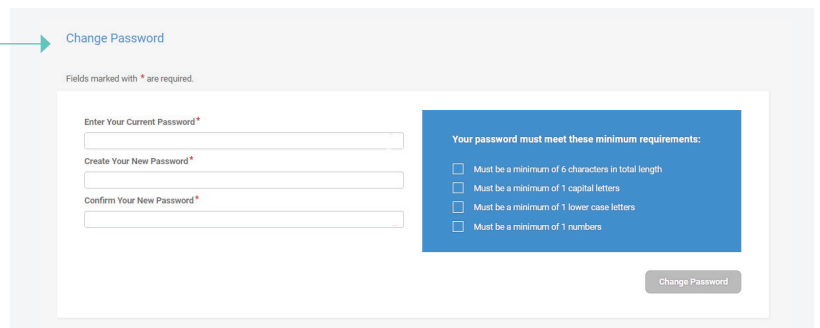 Change Password
Fields marked with * are required.
Enter Your Current Password*
Create Your New Password*
Confirm Your New Password*
Your password must meet these minimum requirements:
Must be a minimum of 6 characters in total length
Must be a minimum of 1 capital letters
Must be a minimum of 1 lower case letters
Must be a minimum of 1 numbers
Change Password